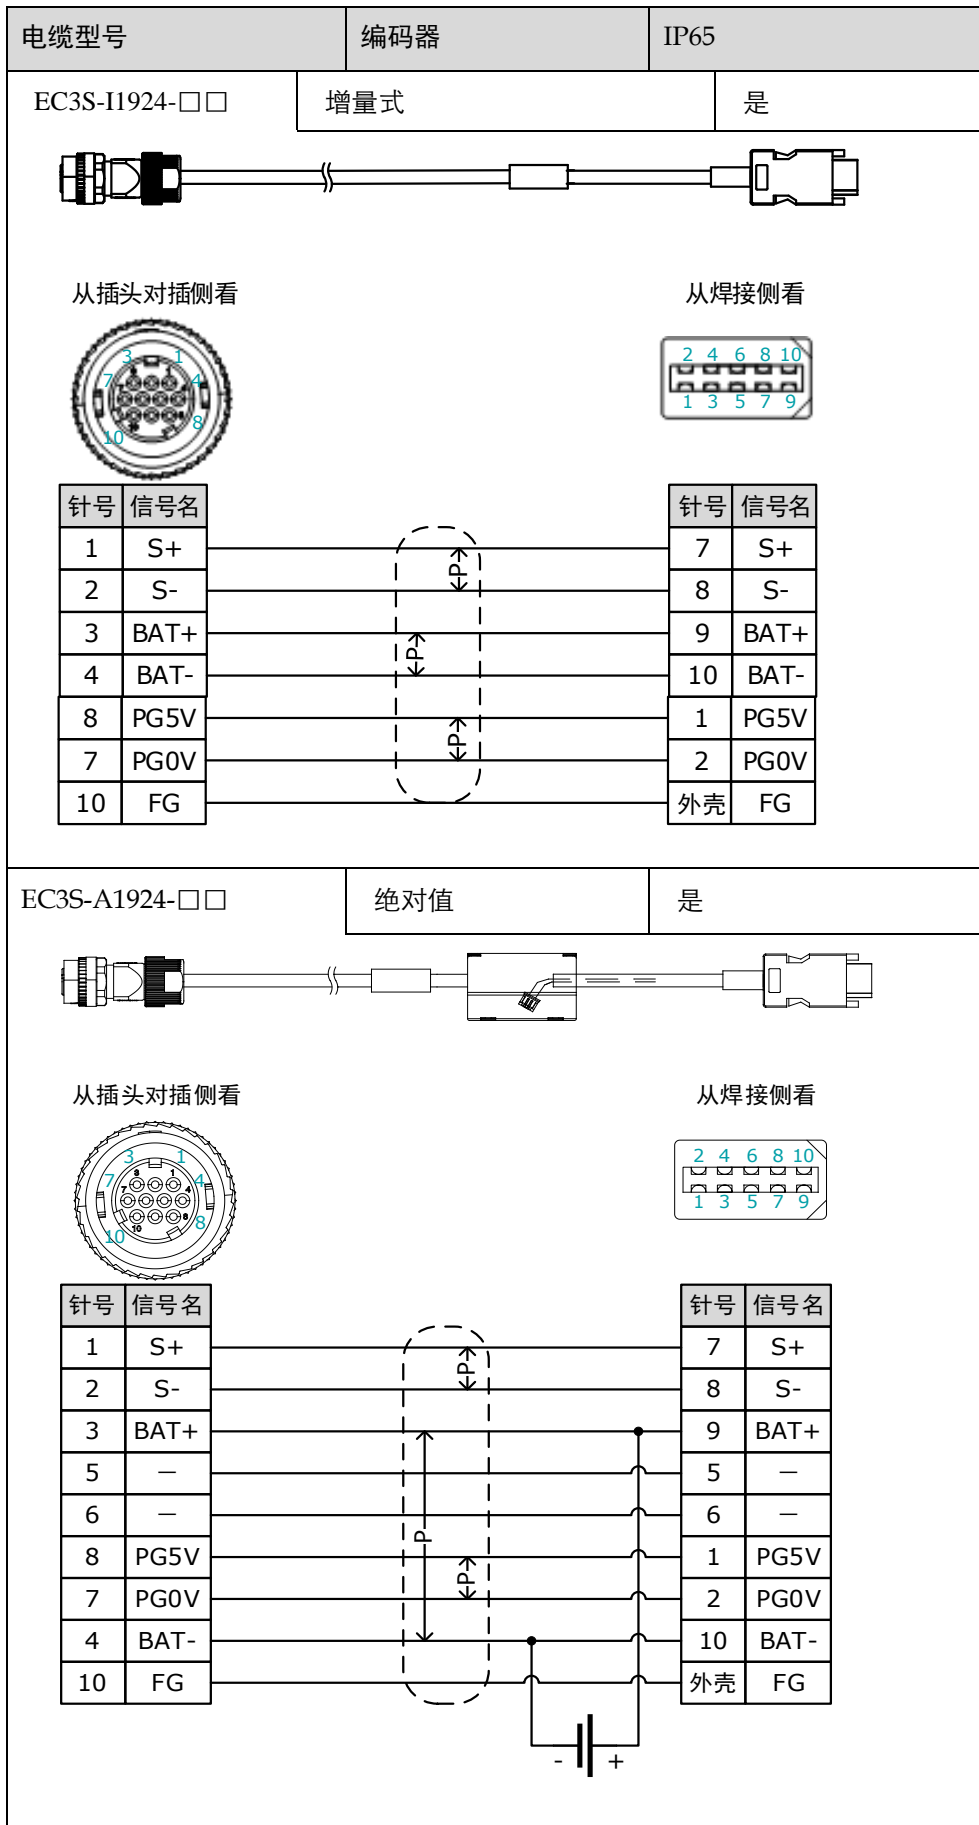 电缆型号 编码器 IP65
EC3S-I1924-□□ 增量式 是
从插头对插侧看 从焊接侧看
3 1
7 4
10 8
2 4 6 8 10
1 3 5 7 9
针号 信号名 针号 信号名
1 S+ P 7 S+
2 S- 8 S-
3 BAT+ P 9 BAT+
4 BAT- 10 BAT-
8 PG5V P 1 PG5V
7 PG0V 2 PG0V
10 FG 外壳 FG
EC3S-A1924-□□ 绝对值 是
从插头对插侧看 从焊接侧看
3 1
3 1
7 4
7 4
10 8
10 8
2 4 6 8 10
1 3 5 7 9
针号 信号名 针号 信号名
1 S+ P 7 S+
2 S- 8 S-
3 BAT+ 9 BAT+
5 — 5 —
6 — P 6 —
8 PG5V P 1 PG5V
7 PG0V 2 PG0V
4 BAT- 10 BAT-
10 FG 外壳 FG
- +